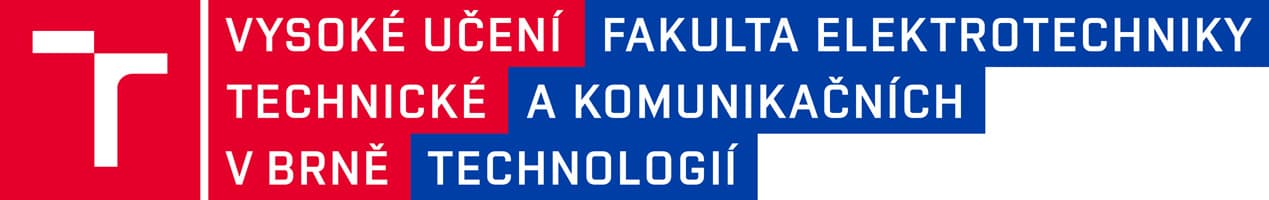 VYSOKÉ UČENÍ FAKULTA ELEKTROTECHNIKY
TECHNICKÉ A KOMUNIKAČNÍCH
V BRNĚ TECHNOLOGIÍ